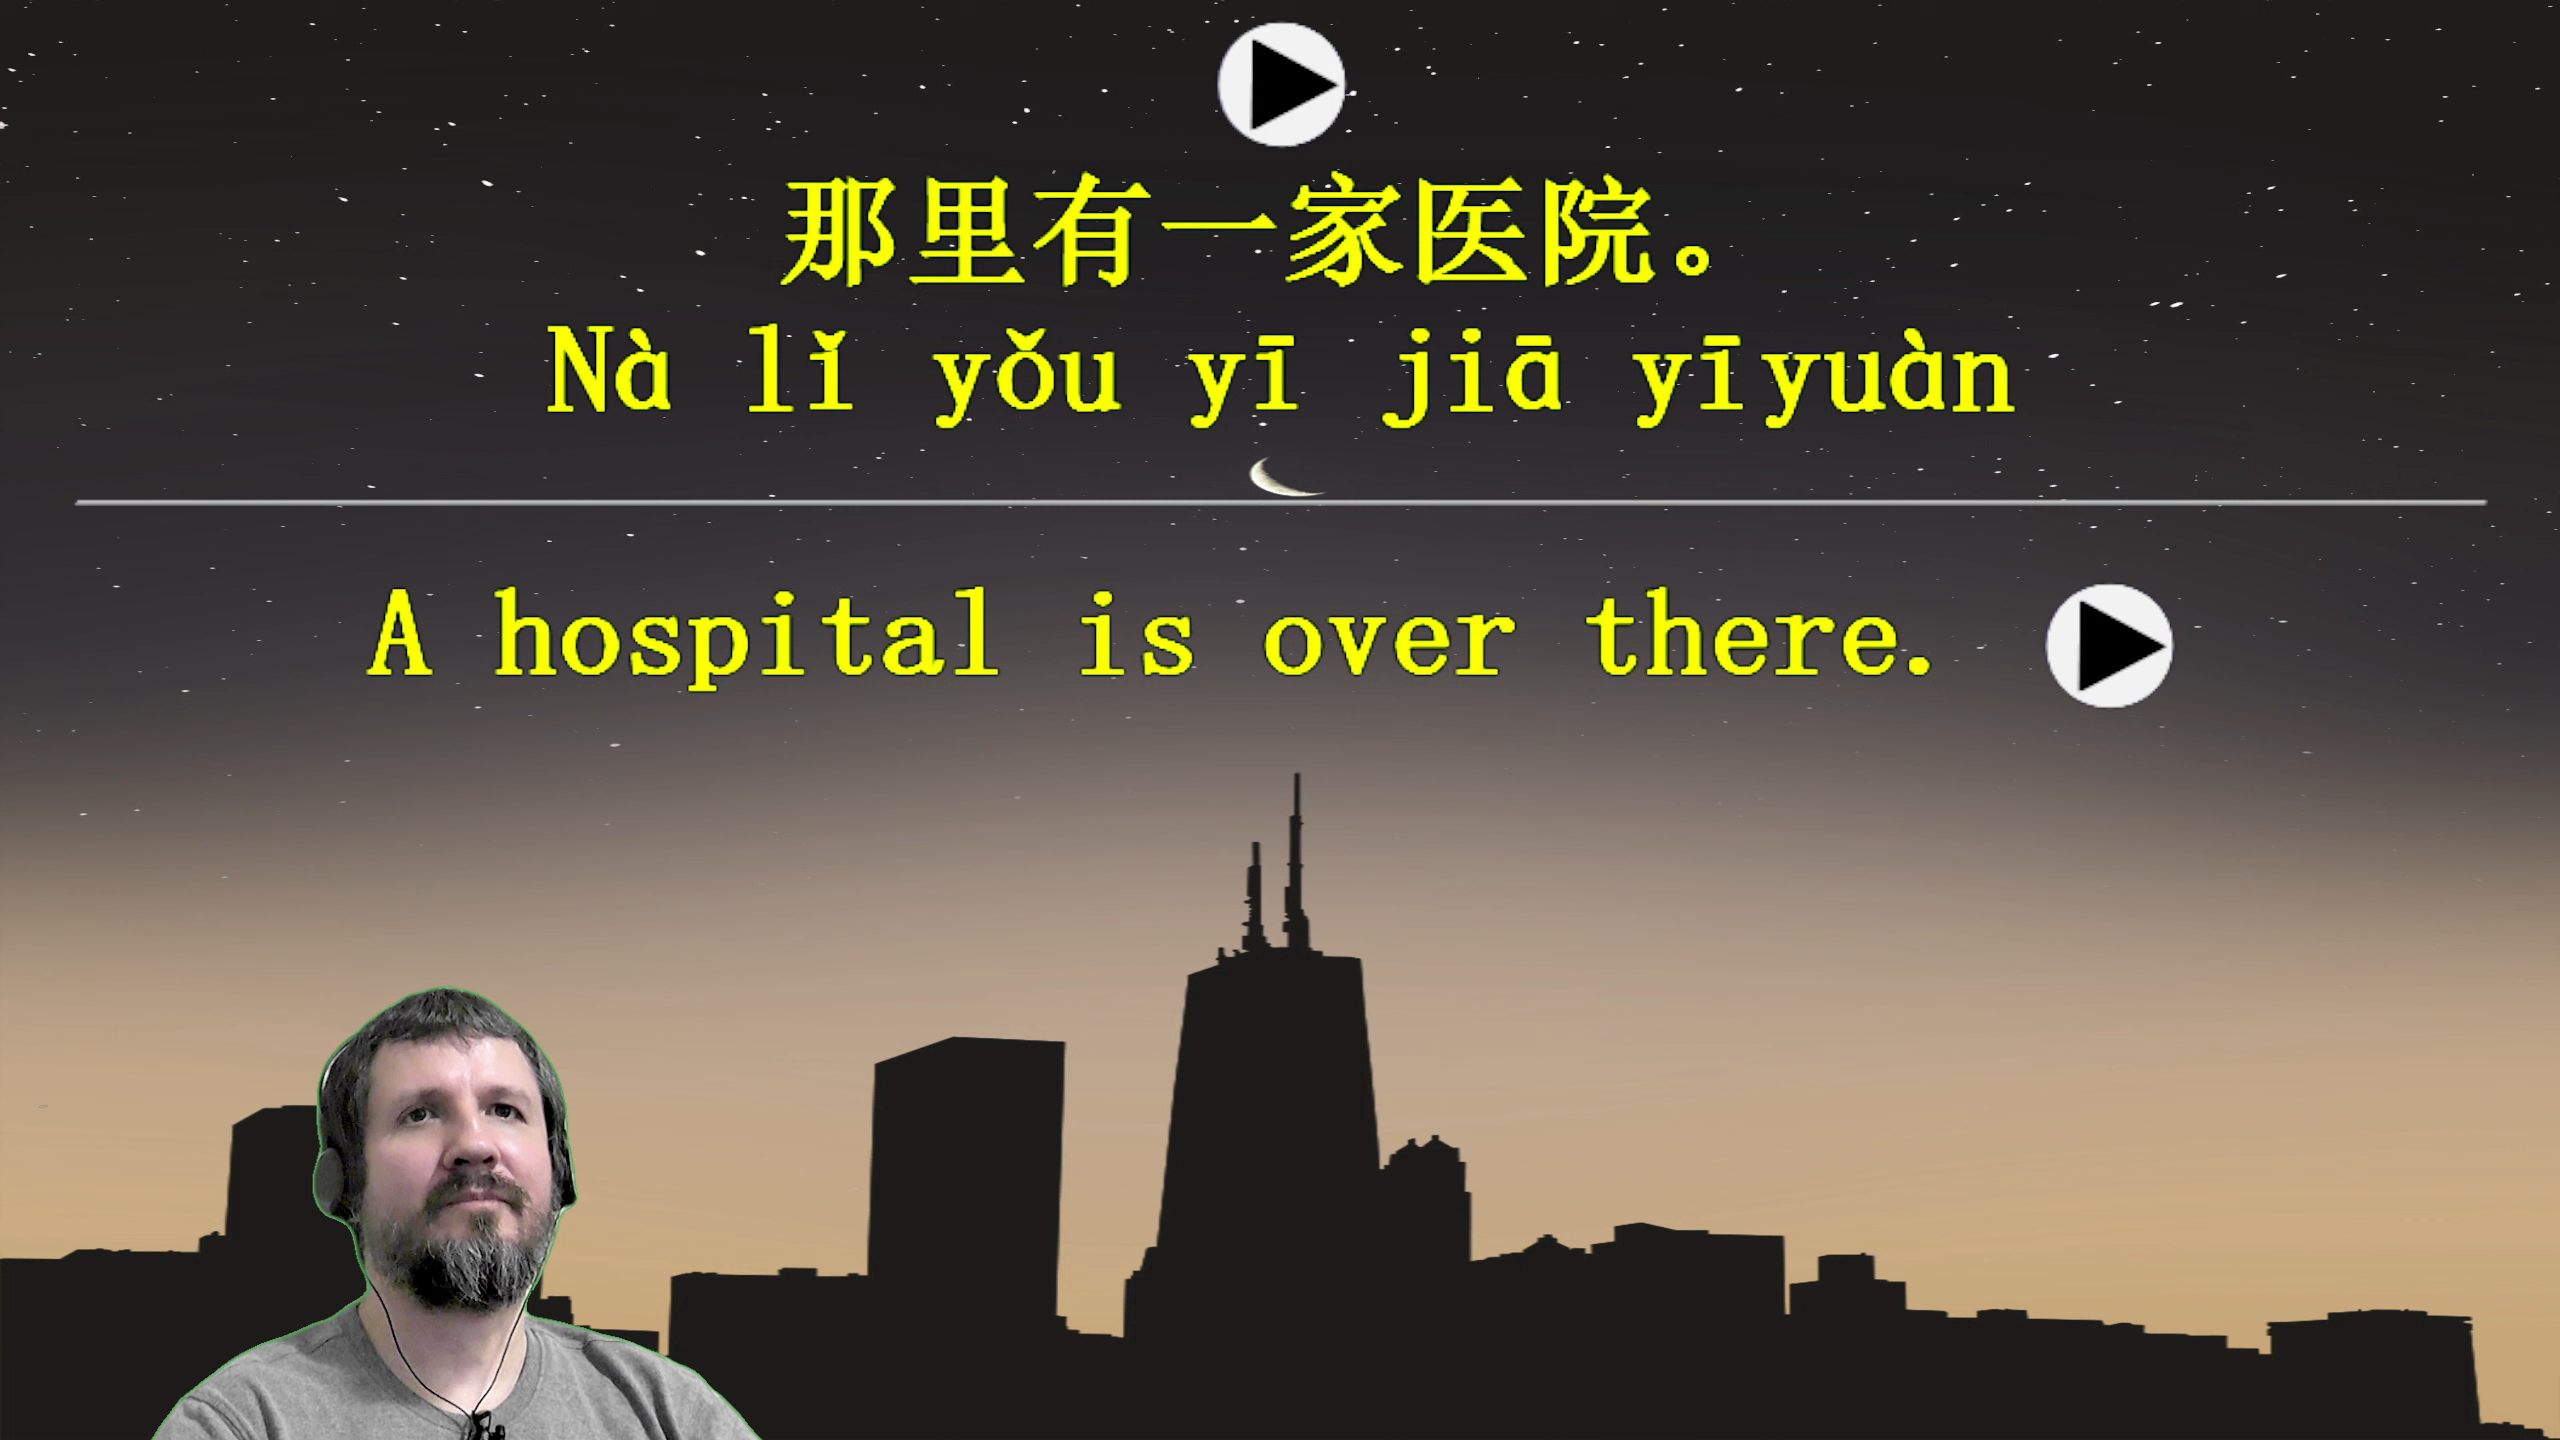 那里有一家医院。
Nà lǐ yǒu yī jiā yīyuàn
A hospital is over there.